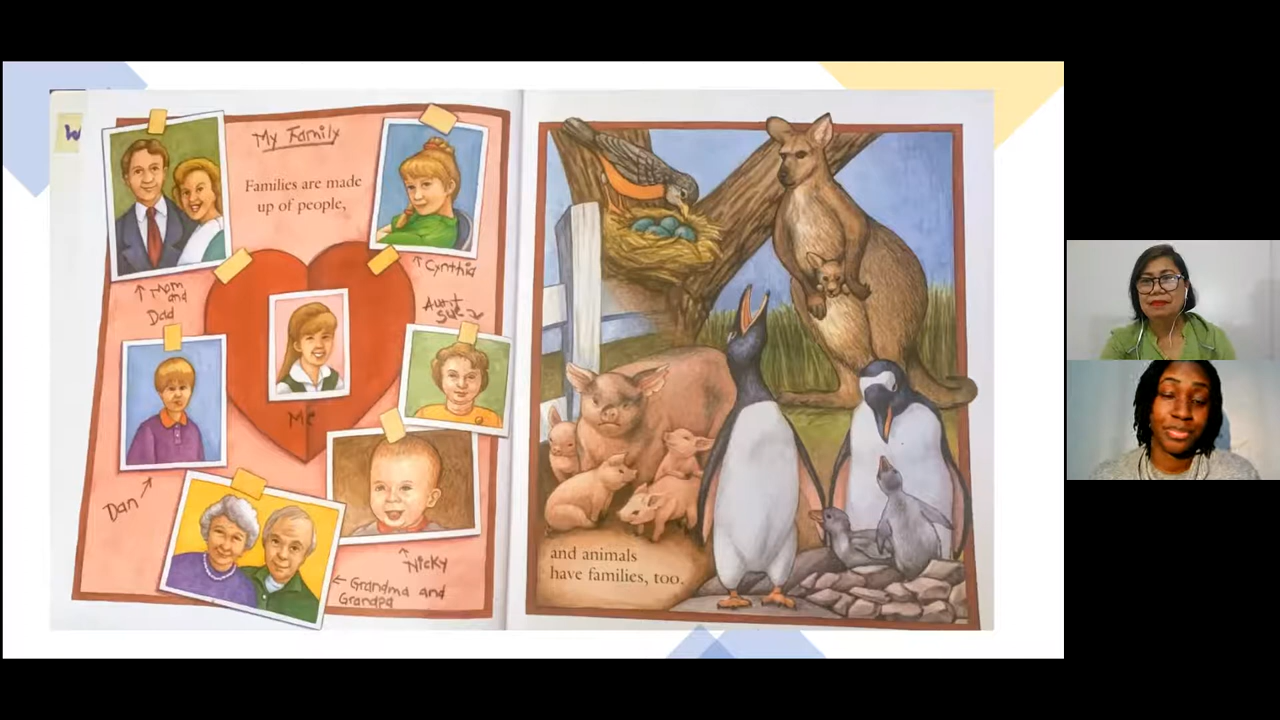 W
My Family
Families are made
up of people,
Cynthia
Mom
and
Dad
Aunt
Sue
Me
Dan
Nicky
Grandma and
Grandpa
and animals
have families, too.